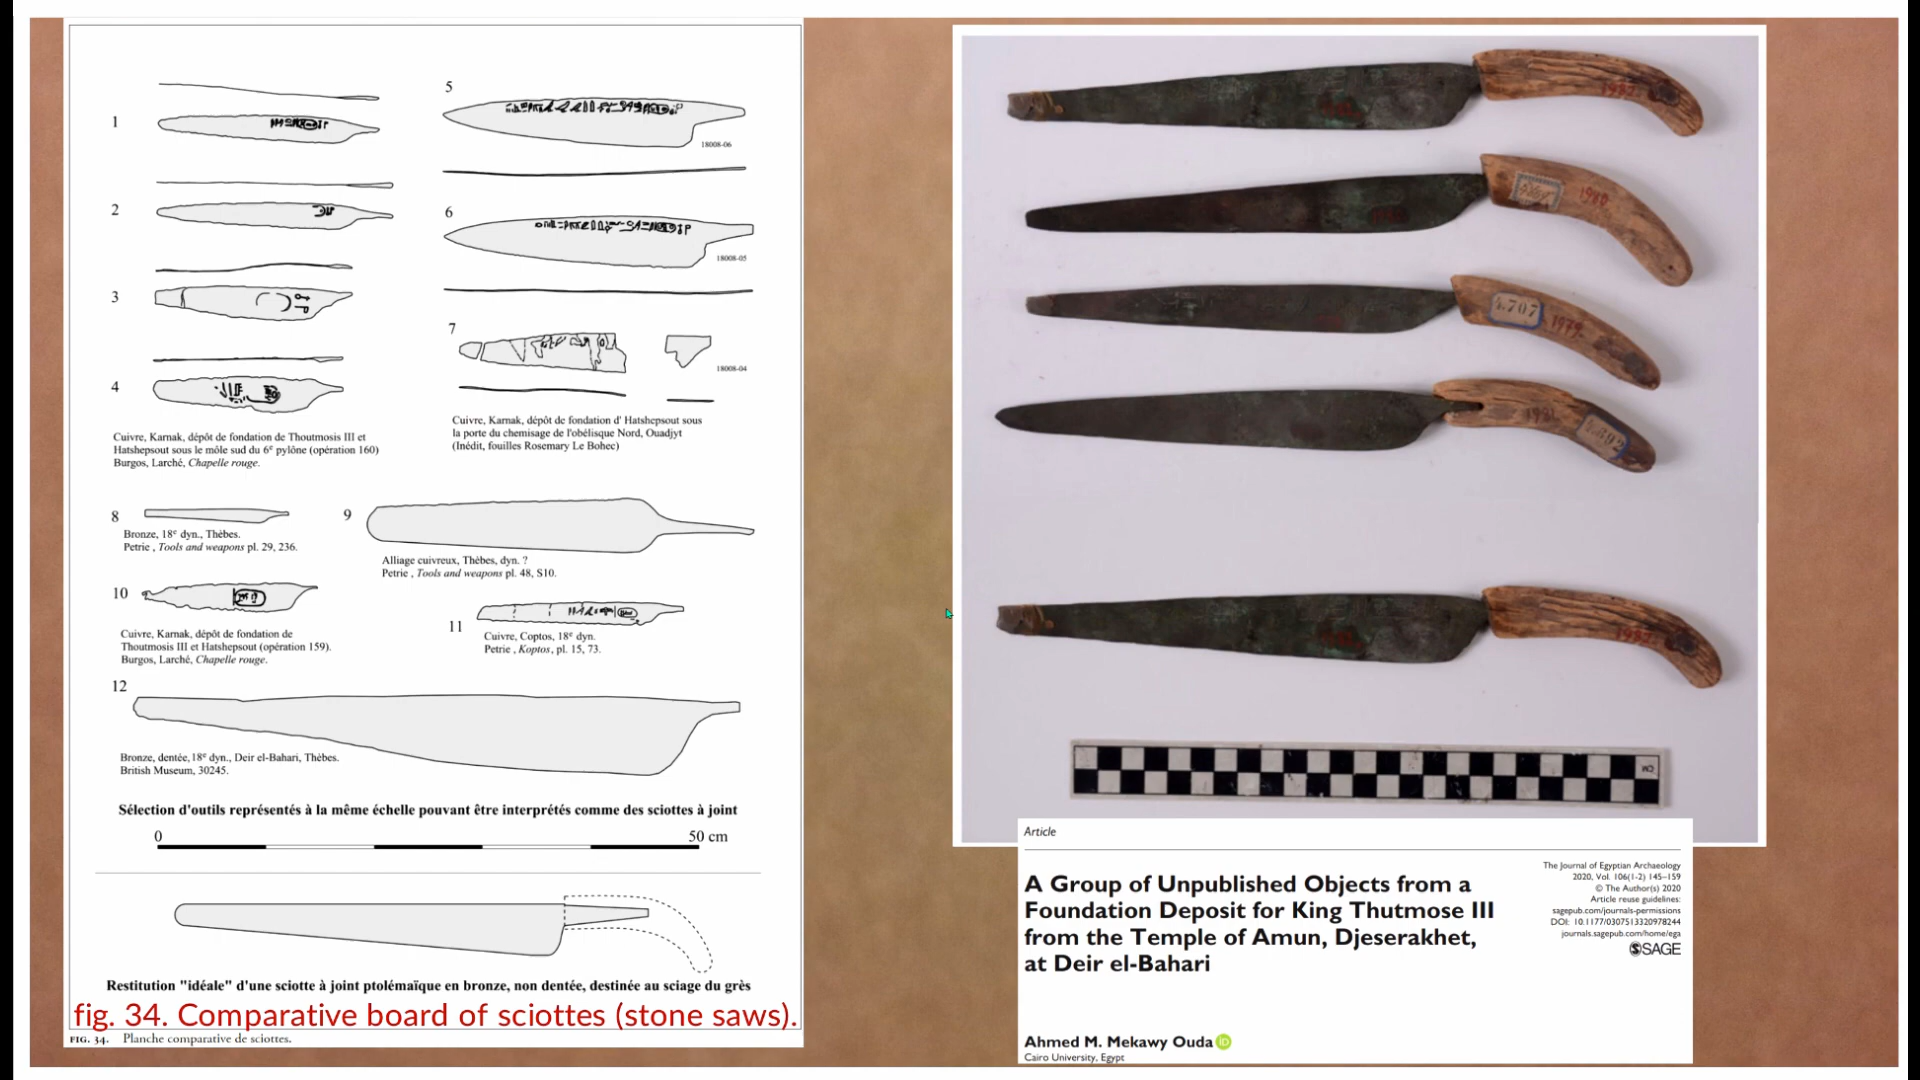 1
2
3
4
Cuivre, Karnak, dépôt de fondation de Thoutmosis III et
Hatshepsout sous le môle sud du 6e pylône (opération 160)
Burgos, Larché, Chapelle rouge.
5
18008-06
6
18008-05
7
18008-04
Cuivre, Karnak, dépôt de fondation d' Hatshepsout sous
la porte du chemisage de l'obélisque Nord, Ouadjyt
(Inédit, fouilles Rosemary Le Bohec)
8
Bronze, 18e dyn., Thèbes.
Petrie , Tools and weapons pl. 29, 236.
9
Alliage cuivreux, Thèbes, dyn. ?
Petrie , Tools and weapons pl. 48, S10.
10
Cuivre, Karnak, dépôt de fondation de
Thoutmosis III et Hatshepsout (opération 159).
Burgos, Larché, Chapelle rouge.
11
Cuivre, Coptos, 18e dyn.
Petrie , Koptos, pl. 15, 73.
12
Bronze, dentée, 18e dyn., Deir el-Bahari, Thèbes.
British Museum, 30245.
Sélection d'outils représentés à la même échelle pouvant être interprétés comme des sciottes à joint
0 50 cm
Restitution "idéale" d'une sciotte à joint ptolémaïque en bronze, non dentée, destinée au sciage du grès
fig. 34. Comparative board of sciottes (stone saws).
FIG. 34. Planche comparative de sciottes.
1980
4.707
1979
Article
The Journal of Egyptian Archaeology
2020, Vol. 106(1-2) 145–159
© The Author(s) 2020
Article reuse guidelines:
sagepub.com/journals-permissions
DOI: 10.1177/0307513320978244
journals.sagepub.com/home/ega
SAGE
A Group of Unpublished Objects from a
Foundation Deposit for King Thutmose III
from the Temple of Amun, Djeserakhet,
at Deir el-Bahari
Ahmed M. Mekawy Ouda iD
Cairo University, Egypt